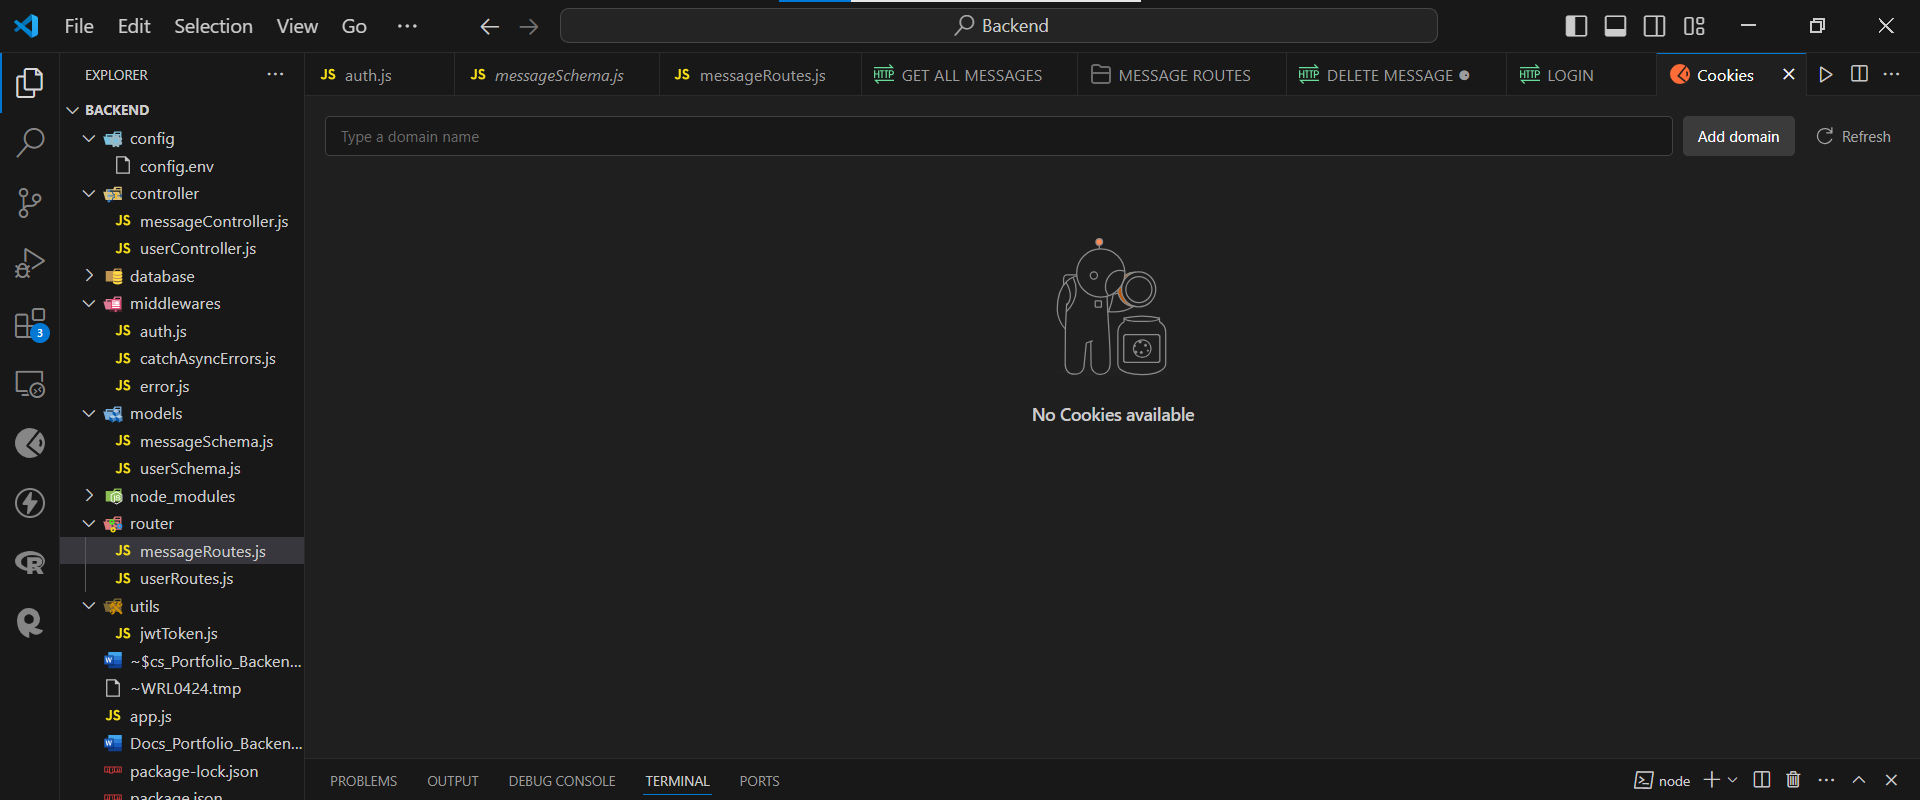 File Edit Selection View Go ··· Backend
EXPLORER ···
JS auth.js JS messageSchema.js JS messageRoutes.js HTTP GET ALL MESSAGES MESSAGE ROUTES HTTP DELETE MESSAGE HTTP LOGIN Cookies ···
Type a domain name Add domain Refresh
BACKEND
config
config.env
controller
JS messageController.js
JS userController.js
database
middlewares
JS auth.js
JS catchAsyncErrors.js
JS error.js
models
JS messageSchema.js
JS userSchema.js
node_modules
router
JS messageRoutes.js
JS userRoutes.js
utils
JS jwtToken.js
W ~$cs_Portfolio_Backen...
~WRL0424.tmp
JS app.js
W Docs_Portfolio_Backen...
package-lock.json
package.json
3
R
No Cookies available
PROBLEMS OUTPUT DEBUG CONSOLE TERMINAL PORTS node ···